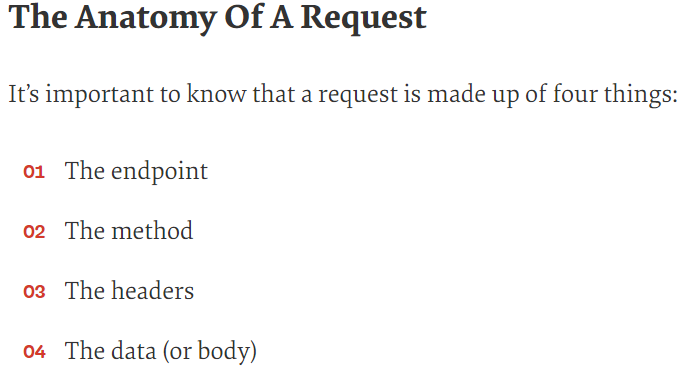 The Anatomy Of A Request
It’s important to know that a request is made up of four things:
01 The endpoint
02 The method
03 The headers
04 The data (or body)